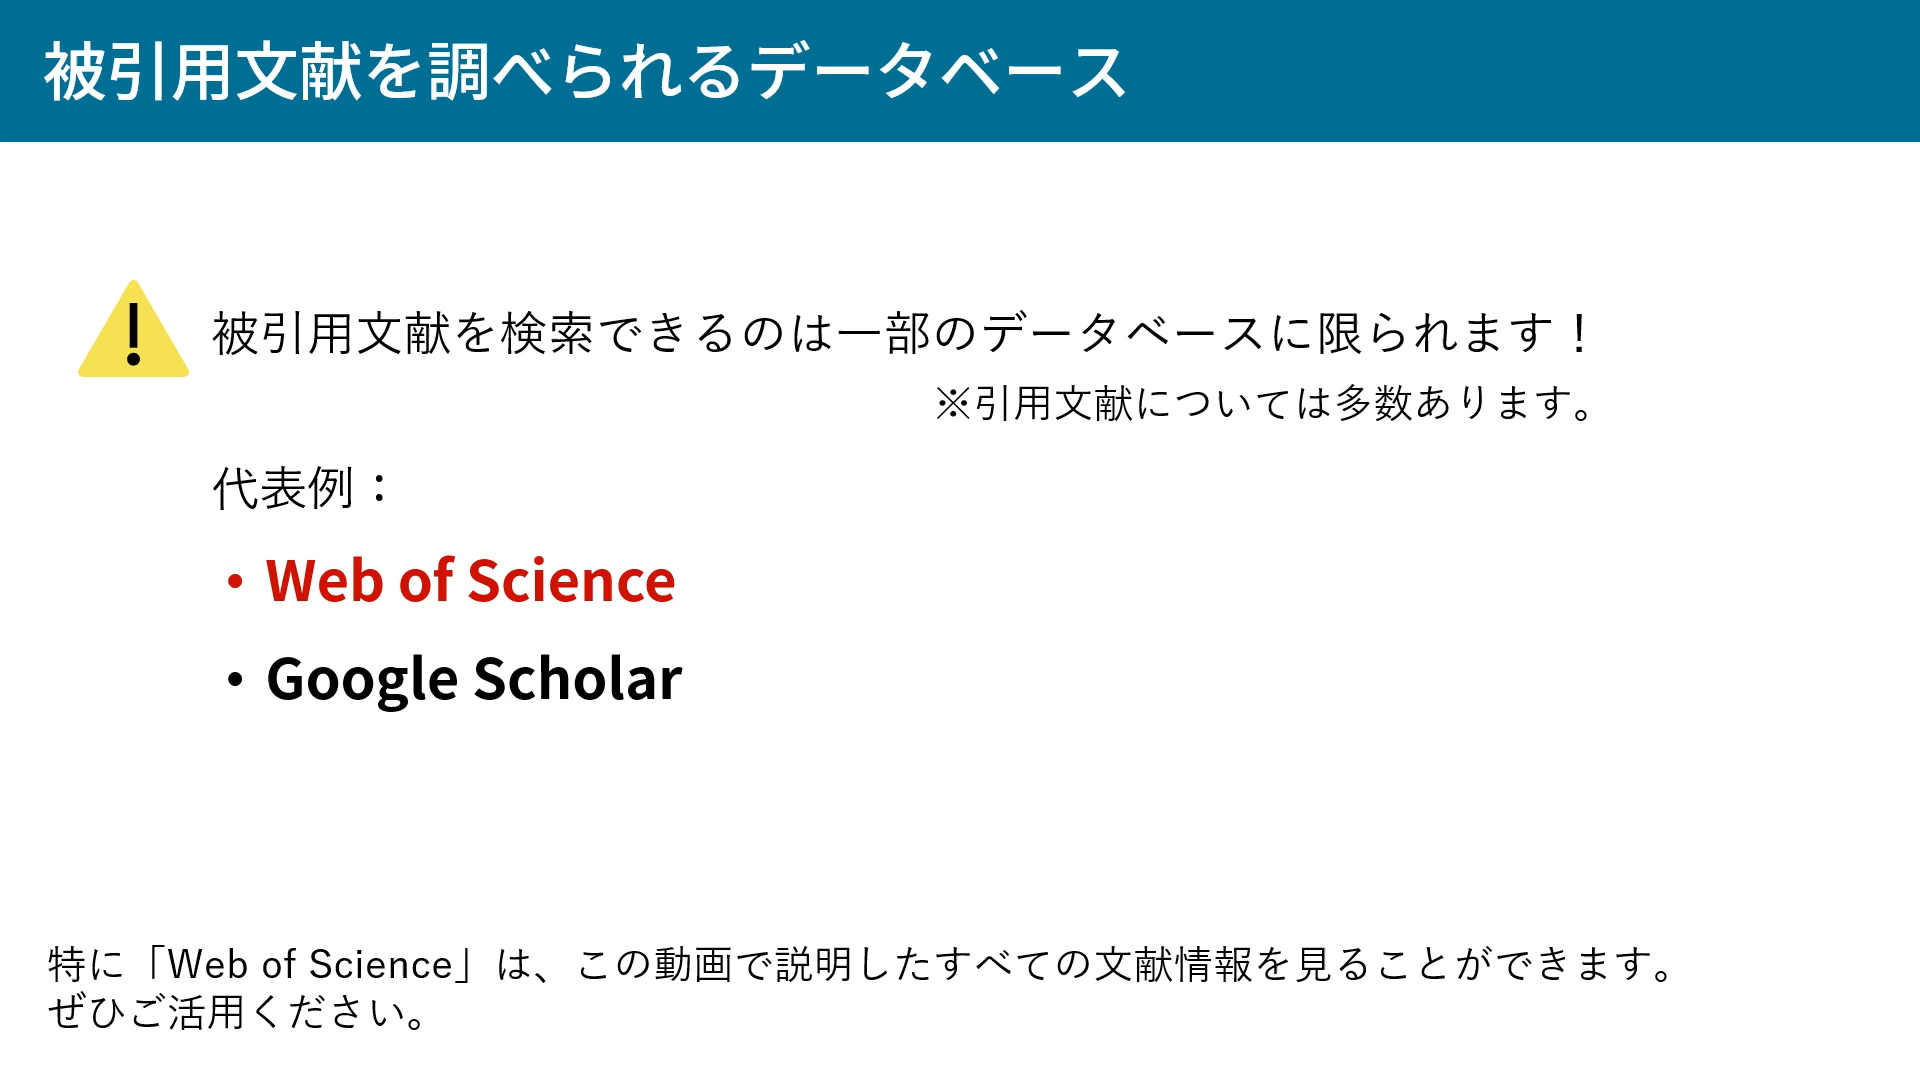 被引用文献を調べられるデータベース
被引用文献を検索できるのは一部のデータベースに限られます！
※引用文献については多数あります。
代表例：
・Web of Science
・Google Scholar
特に「Web of Science」は、この動画で説明したすべての文献情報を見ることができます。
ぜひご活用ください。